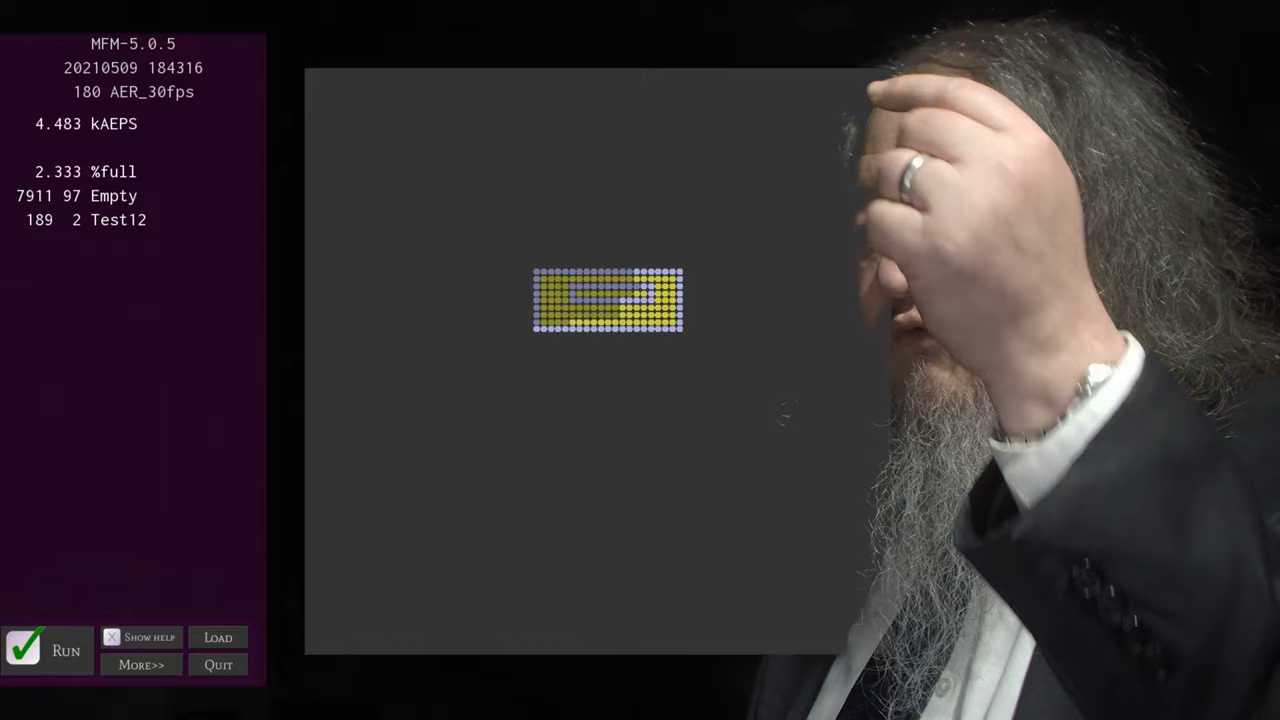 MFM-5.0.5
20210509 184316
180 AER_30fps
4.483 kAEPS
2.333 %full
7911 97 Empty
189 2 Test12
Run
Show help
Load
More>>
Quit